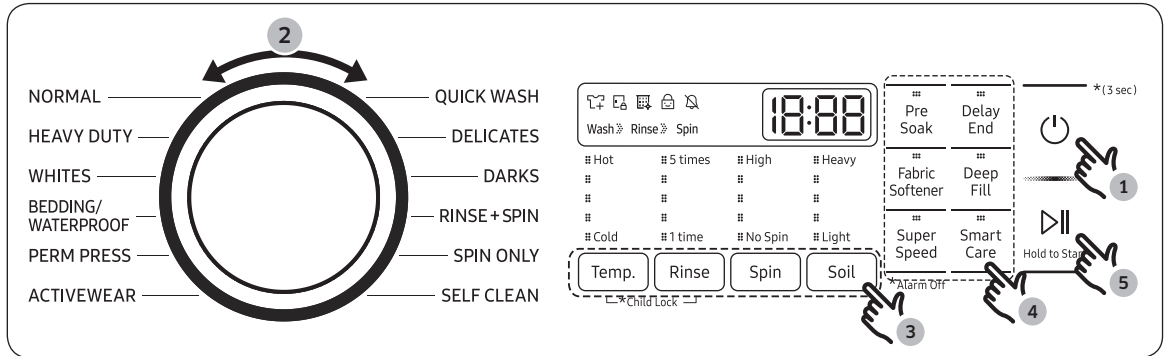 2
NORMAL
HEAVY DUTY
WHITES
BEDDING/
WATERPROOF
PERM PRESS
ACTIVEWEAR
QUICK WASH
DELICATES
DARKS
RINSE+SPIN
SPIN ONLY
SELF CLEAN
18:88
Wash Rinse Spin
Hot 5 times High Heavy
Cold 1 time No Spin Light
Temp. Rinse Spin Soil
*Child Lock
3
Pre
Soak
Delay
End
Fabric
Softener
Deep
Fill
Super
Speed
Smart
Care
*Alarm Off
4
*(3 sec)
1
Hold to Start
5